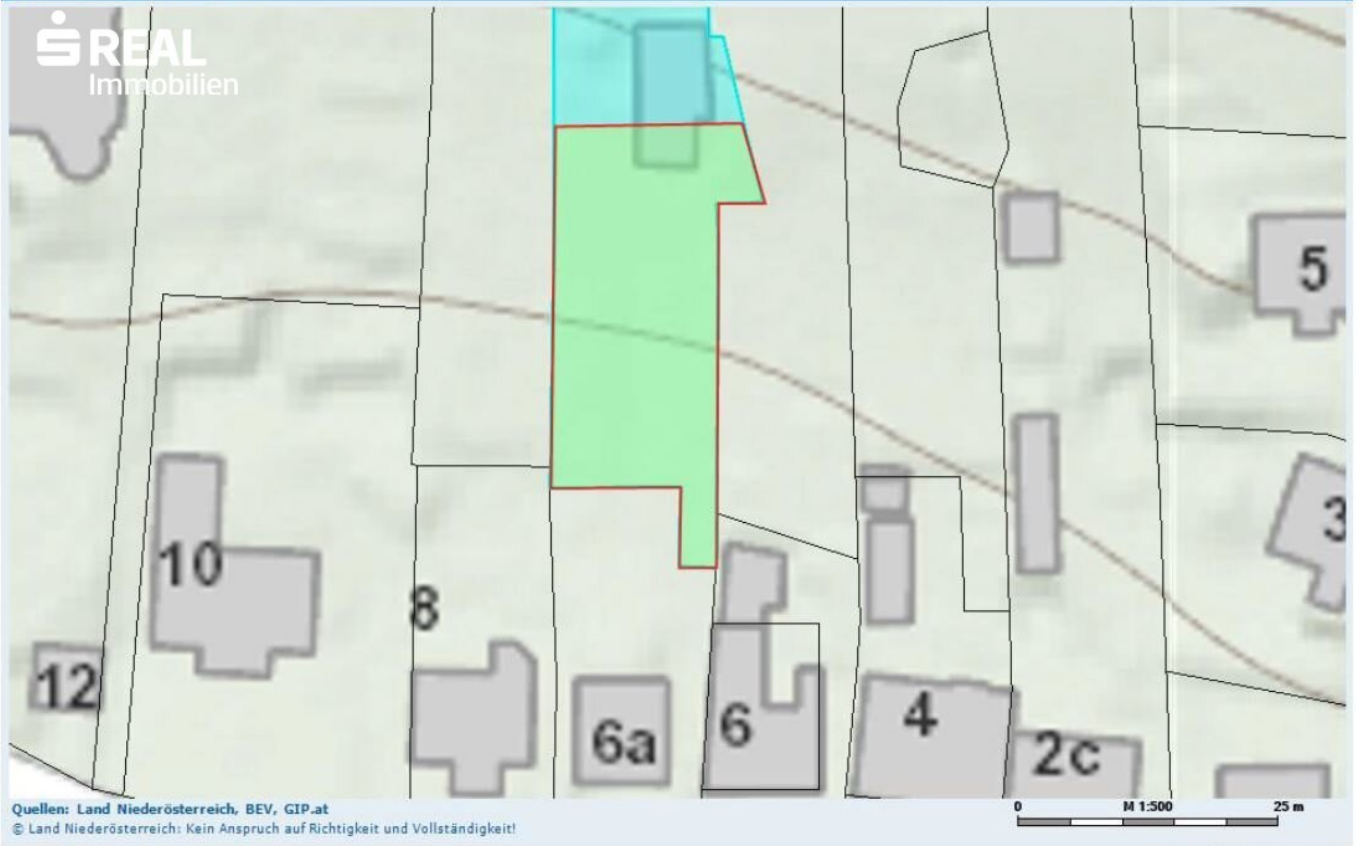 S REAL
Immobilien
5
3
10
8
12
6a
6
4
2c
Quellen: Land Niederösterreich, BEV, GIP.at
© Land Niederösterreich: Kein Anspruch auf Richtigkeit und Vollständigkeit!
0 M 1:500 25 m